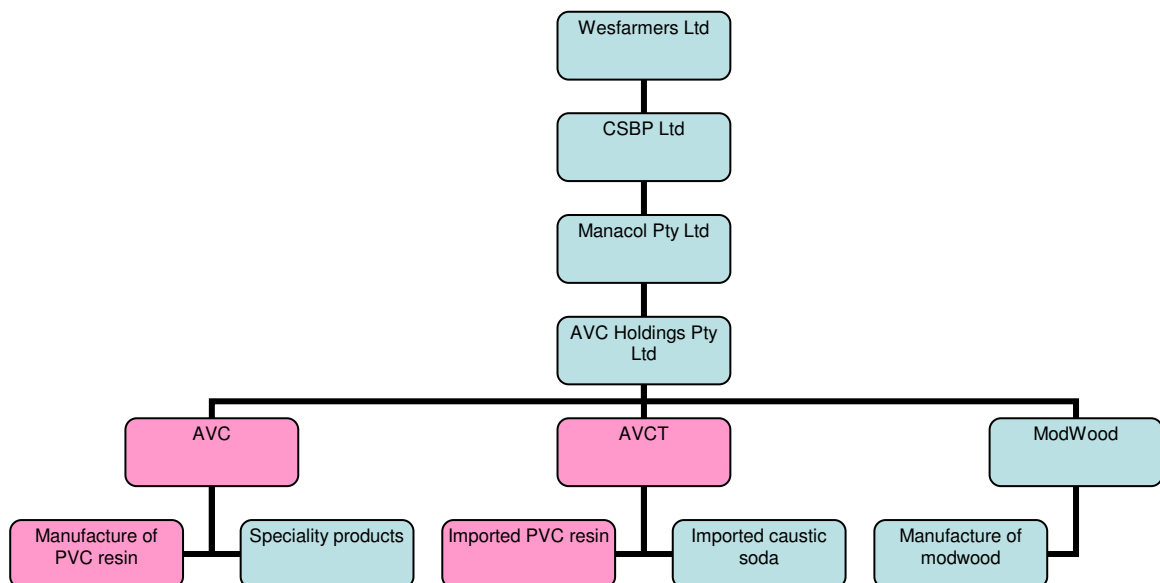 Wesfarmers Ltd
CSBP Ltd
Manacol Pty Ltd
AVC Holdings Pty
Ltd
AVC
AVCT
ModWood
Manufacture of
PVC resin
Speciality products
Imported PVC resin
Imported caustic
soda
Manufacture of
modwood